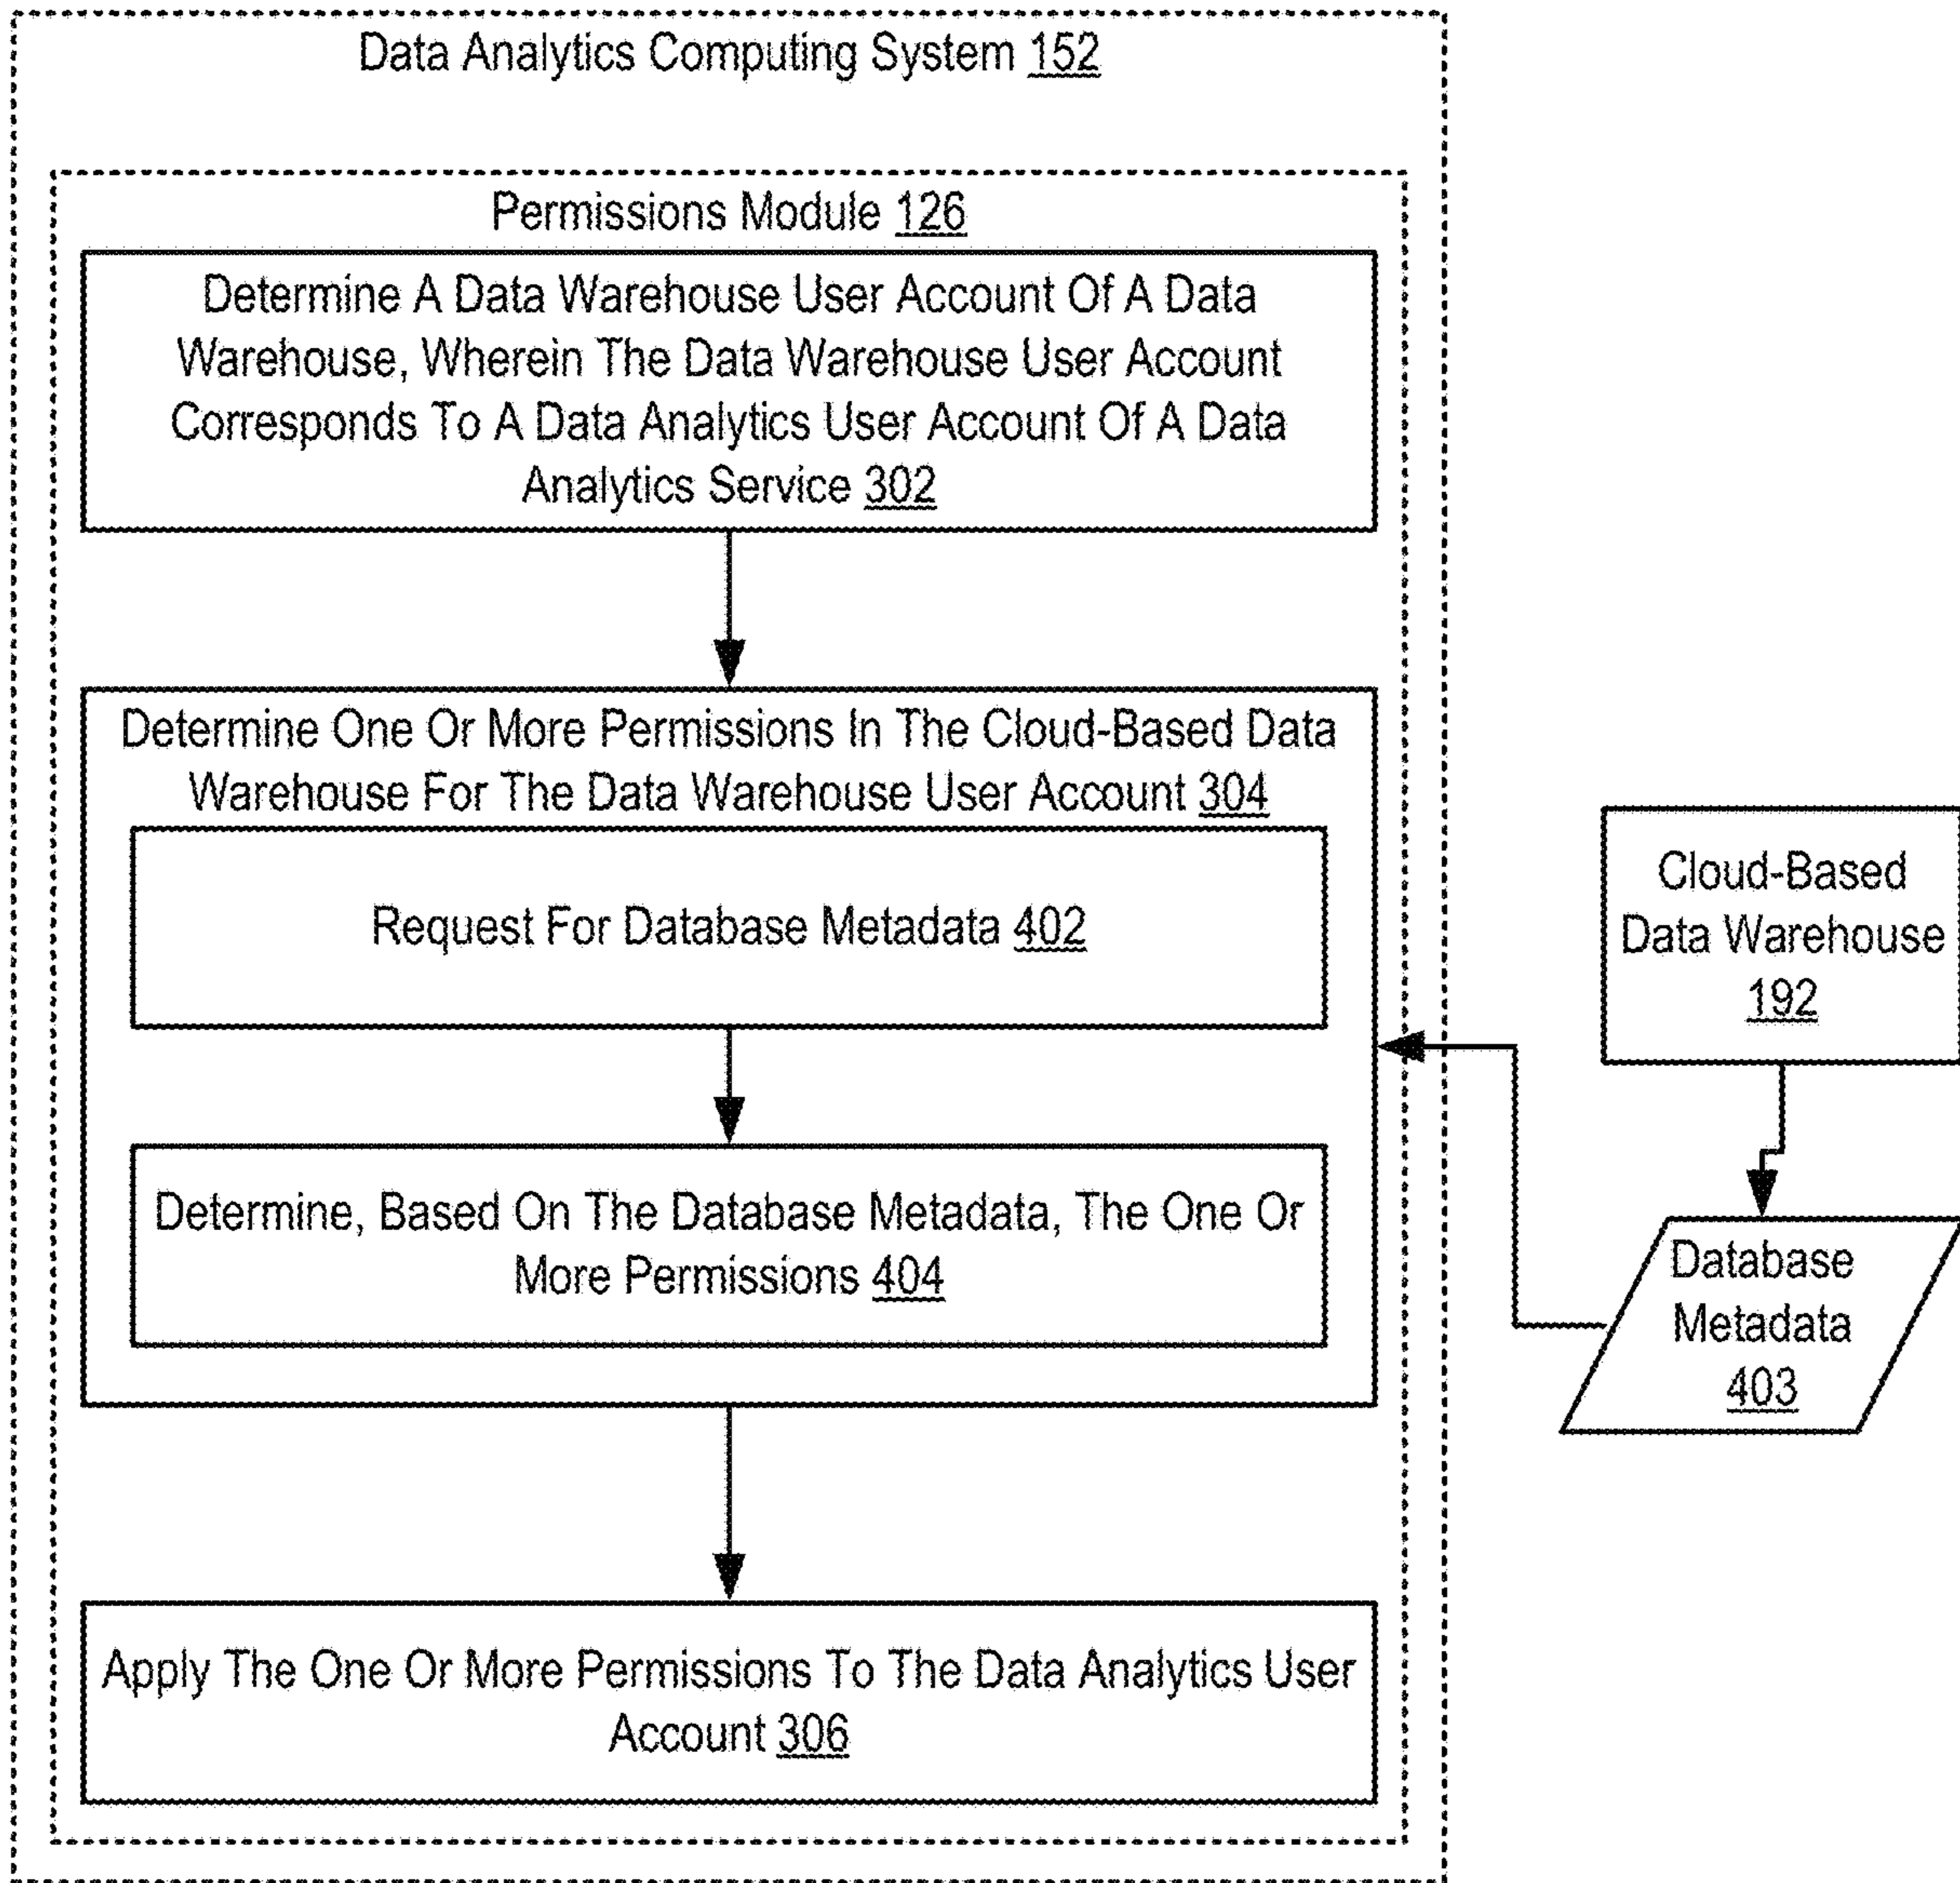 Data Analytics Computing System 152
Permissions Module 126
Determine A Data Warehouse User Account Of A Data
Warehouse, Wherein The Data Warehouse User Account
Corresponds To A Data Analytics User Account Of A Data
Analytics Service 302
Determine One Or More Permissions In The Cloud-Based Data
Warehouse For The Data Warehouse User Account 304
Request For Database Metadata 402
Determine, Based On The Database Metadata, The One Or
More Permissions 404
Apply The One Or More Permissions To The Data Analytics User
Account 306
Cloud-Based
Data Warehouse
192
Database
Metadata
403